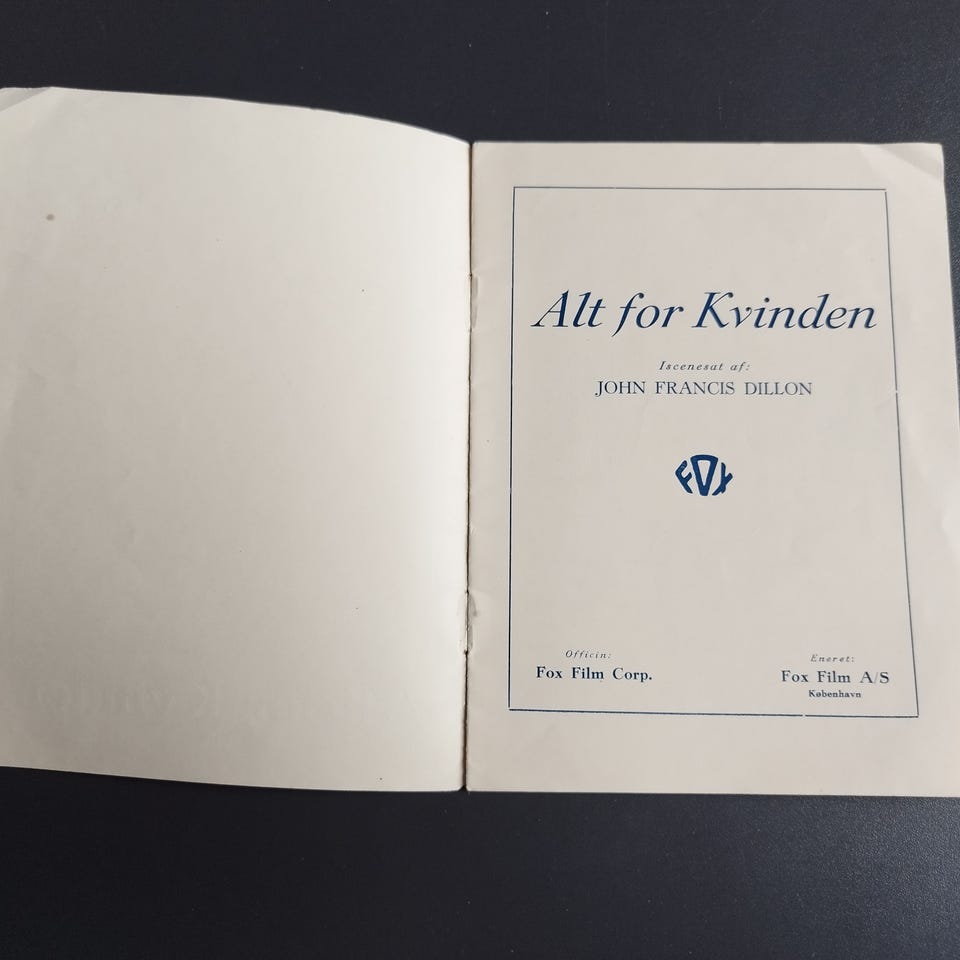 Alt for Kvinden
Iscenesat af:
JOHN FRANCIS DILLON
FOX
Officin:
Fox Film Corp.
Eneret:
Fox Film A/S
København